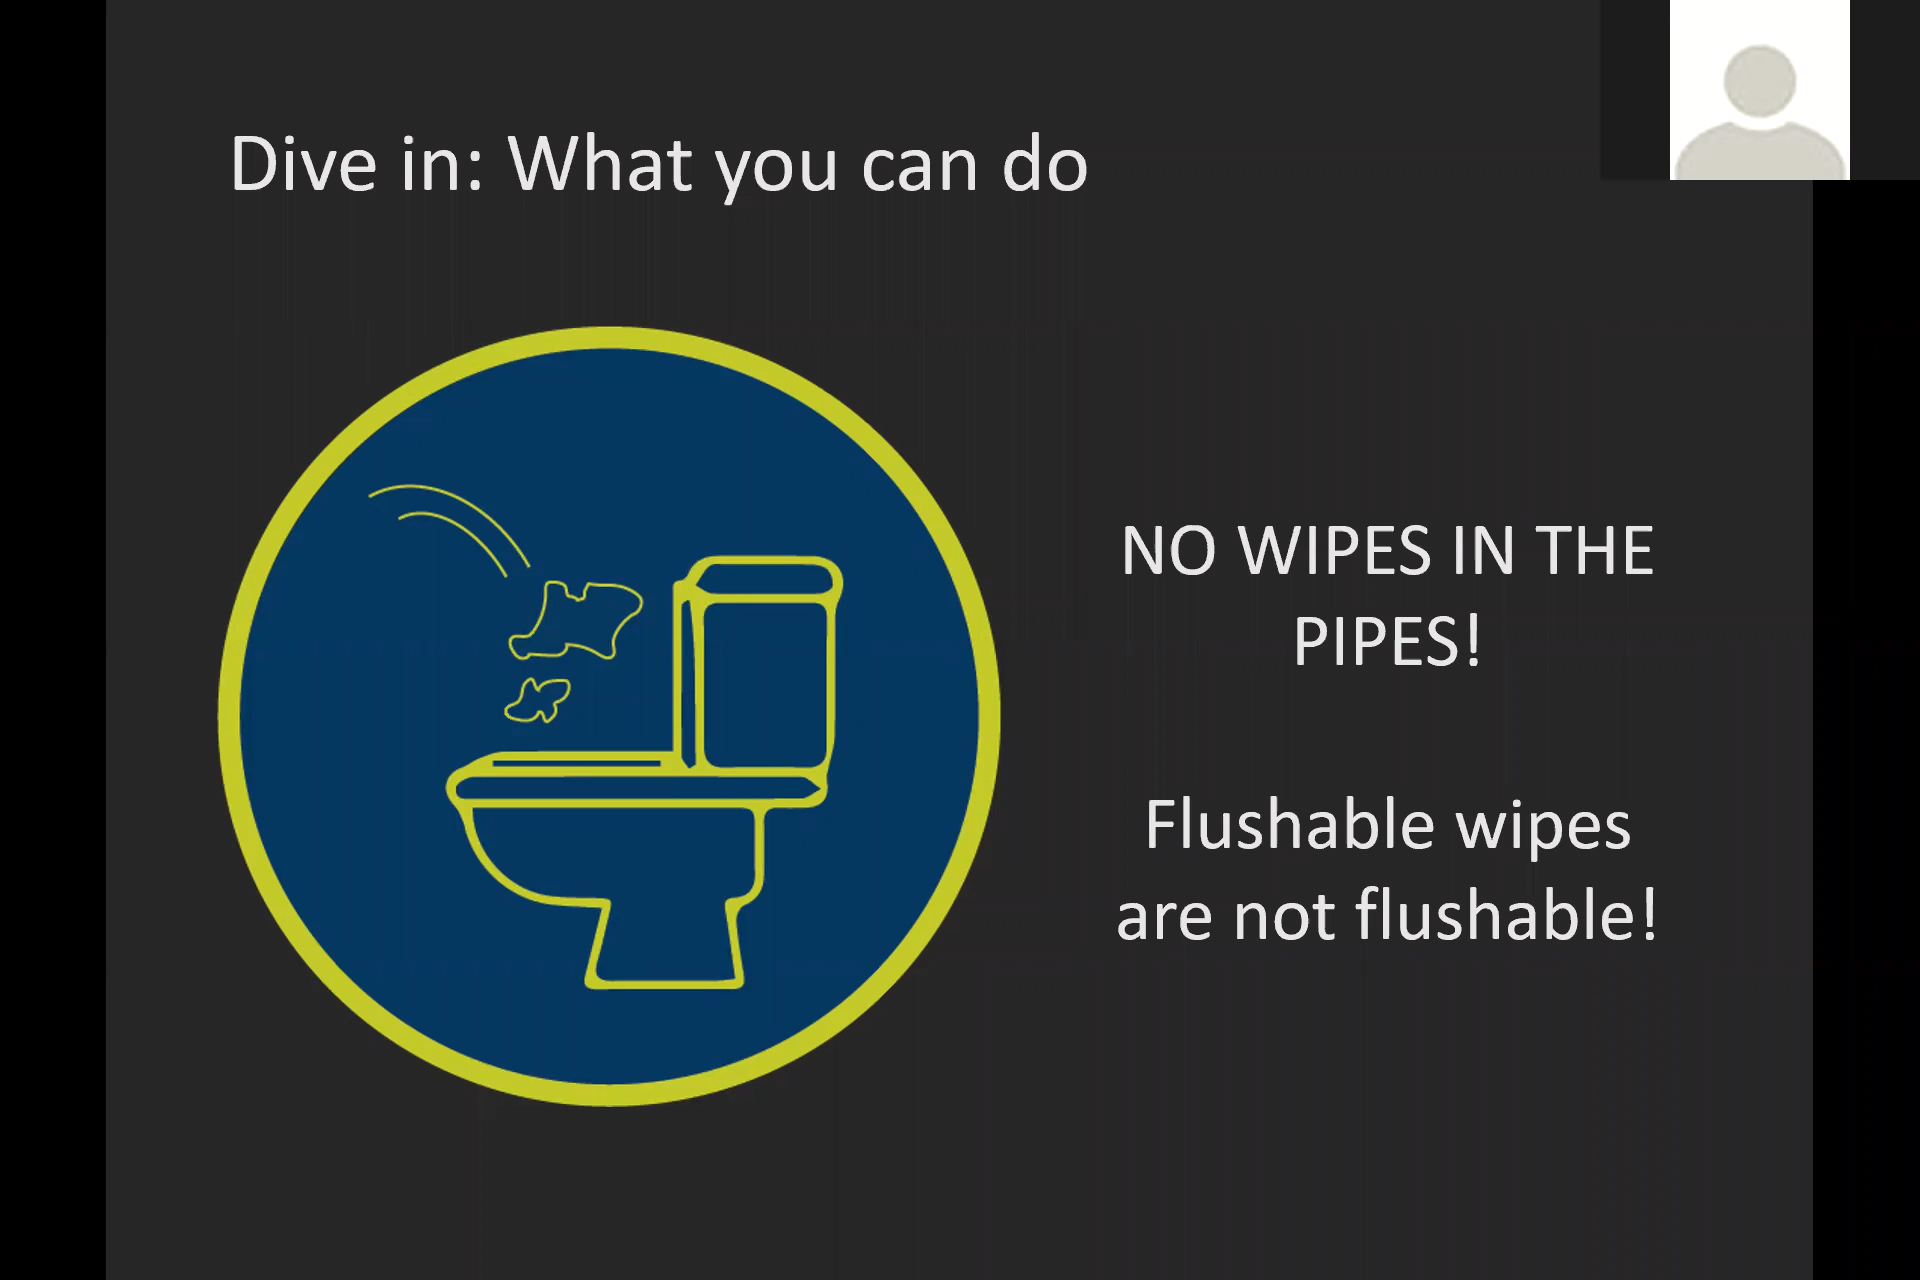 Dive in: What you can do
NO WIPES IN THE
PIPES!
Flushable wipes
are not flushable!